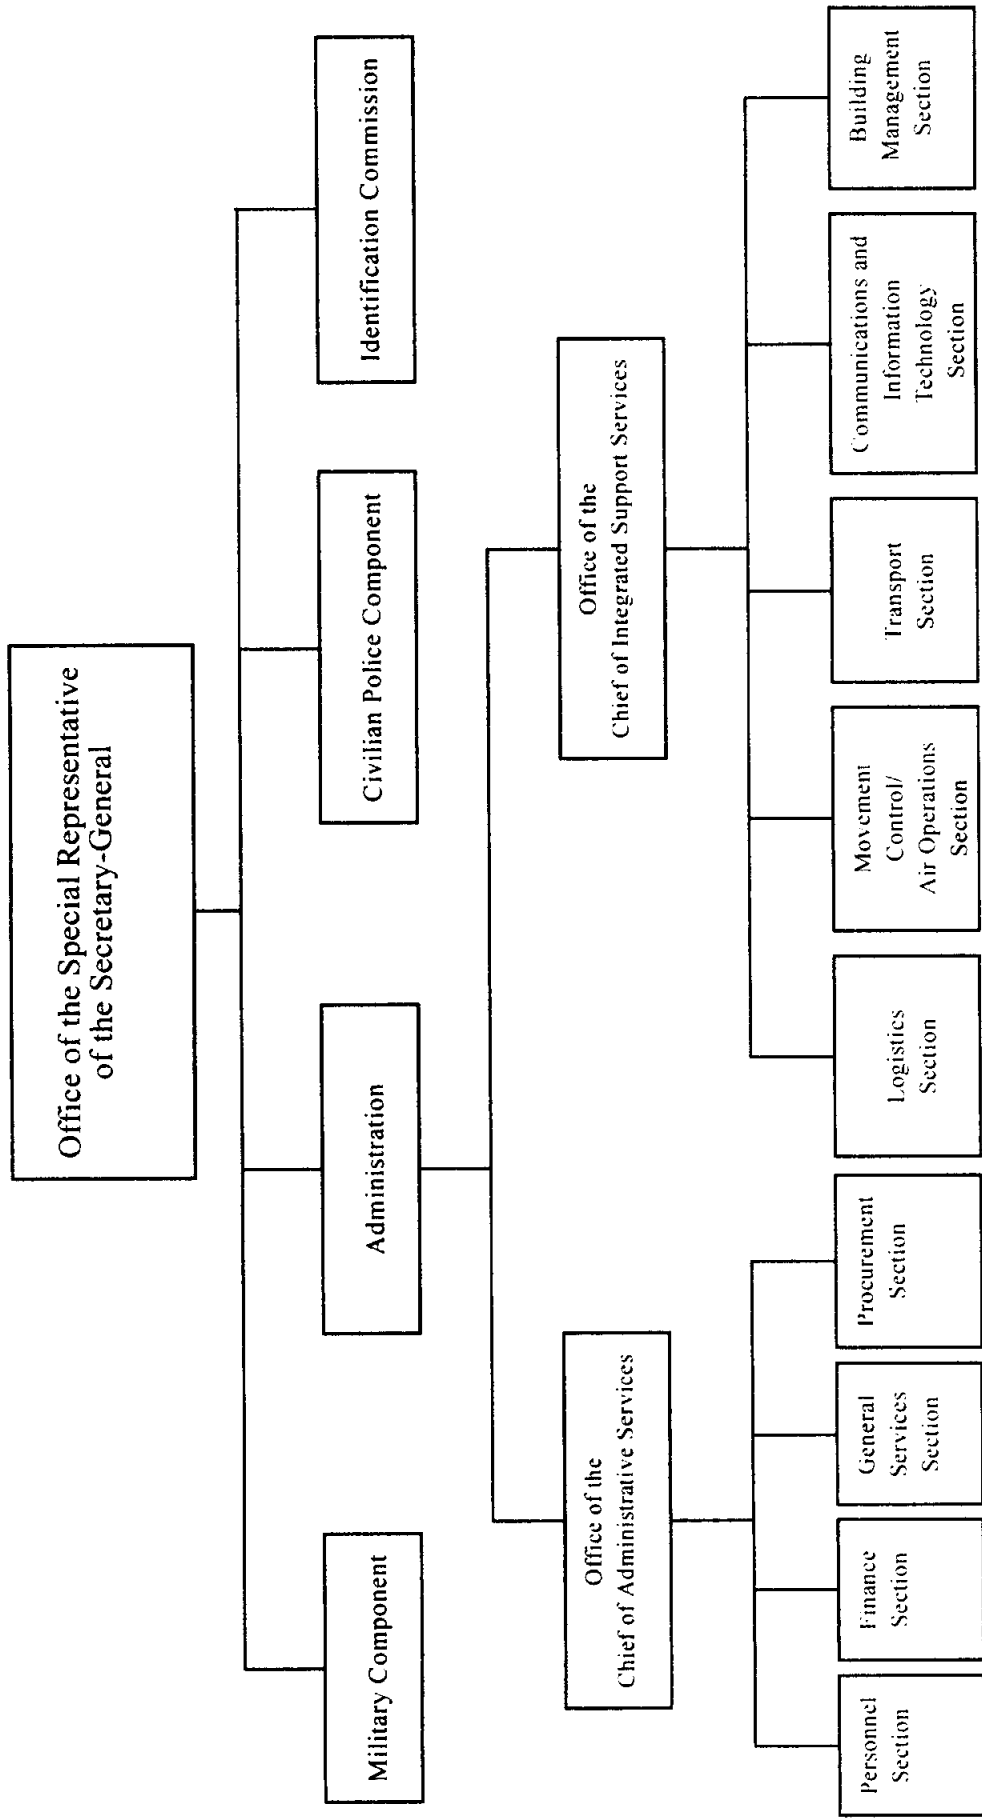 Office of the Special Representative
of the Secretary-General
Military Component
Administration
Civilian Police Component
Identification Commission
Office of the
Chief of Administrative Services
Office of the
Chief of Integrated Support Services
Personnel
Section
Finance
Section
General
Services
Section
Procurement
Section
Logistics
Section
Movement
Control/
Air Operations
Section
Transport
Section
Communications and
Information
Technology
Section
Building
Management
Section